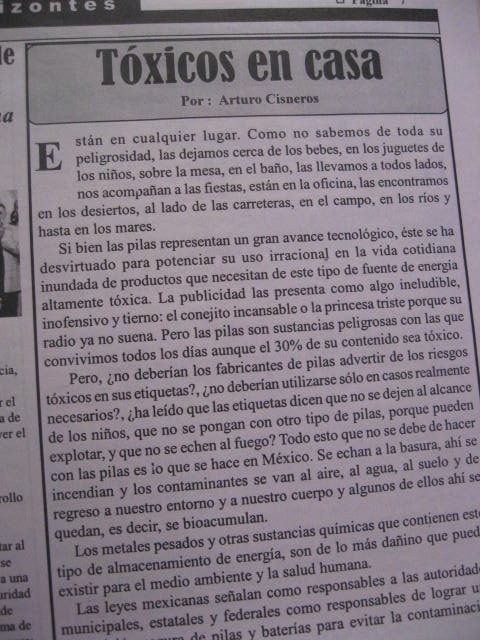 izontes
Página 7
Tóxicos en casa
Por : Arturo Cisneros
Están en cualquier lugar. Como no sabemos de toda su
peligrosidad, las dejamos cerca de los bebes, en los juguetes de
los niños, sobre la mesa, en el baño, las llevamos a todos lados,
nos acompañan a las fiestas, están en la oficina, las encontramos
en los desiertos, al lado de las carreteras, en el campo, en los ríos y
hasta en los mares.
Si bien las pilas representan un gran avance tecnológico, éste se ha
desvirtuado para potenciar su uso irracional en la vida cotidiana
inundada de productos que necesitan de este tipo de fuente de energía
altamente tóxica. La publicidad las presenta como algo ineludible,
inofensivo y tierno: el conejito incansable o la princesa triste porque su
radio ya no suena. Pero las pilas son sustancias peligrosas con las que
convivimos todos los días aunque el 30% de su contenido sea tóxico.
Pero, ¿no deberían los fabricantes de pilas advertir de los riesgos
tóxicos en sus etiquetas?, ¿no deberían utilizarse sólo en casos realmente
necesarios?, ¿ha leído que las etiquetas dicen que no se dejen al alcance
de los niños, que no se pongan con otro tipo de pilas, porque pueden
explotar, y que no se echen al fuego? Todo esto que no se debe de hacer
con las pilas es lo que se hace en México. Se echan a la basura, ahí se
incendian y los contaminantes se van al aire, al agua, al suelo y de
regreso a nuestro entorno y a nuestro cuerpo y algunos de ellos ahí se
quedan, es decir, se bioacumulan.
Los metales pesados y otras sustancias químicas que contienen est
tipo de almacenamiento de energía, son de lo más dañino que pued
existir para el medio ambiente y la salud humana.
Las leyes mexicanas señalan como responsables a las autoridad
municipales, estatales y federales como responsables de lograr u
de pilas y baterías para evitar la contaminaci